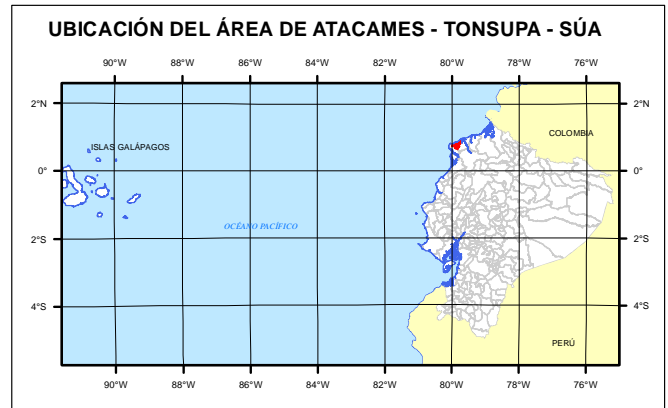 UBICACIÓN DEL ÁREA DE ATACAMES - TONSUPA - SÚA
90°W 88°W 86°W 84°W 82°W 80°W 78°W 76°W
2°N 2°N
COLOMBIA
ISLAS GALÁPAGOS
0° 0°
OCÉANO PACÍFICO
2°S 2°S
4°S 4°S
PERÚ
90°W 88°W 86°W 84°W 82°W 80°W 78°W 76°W